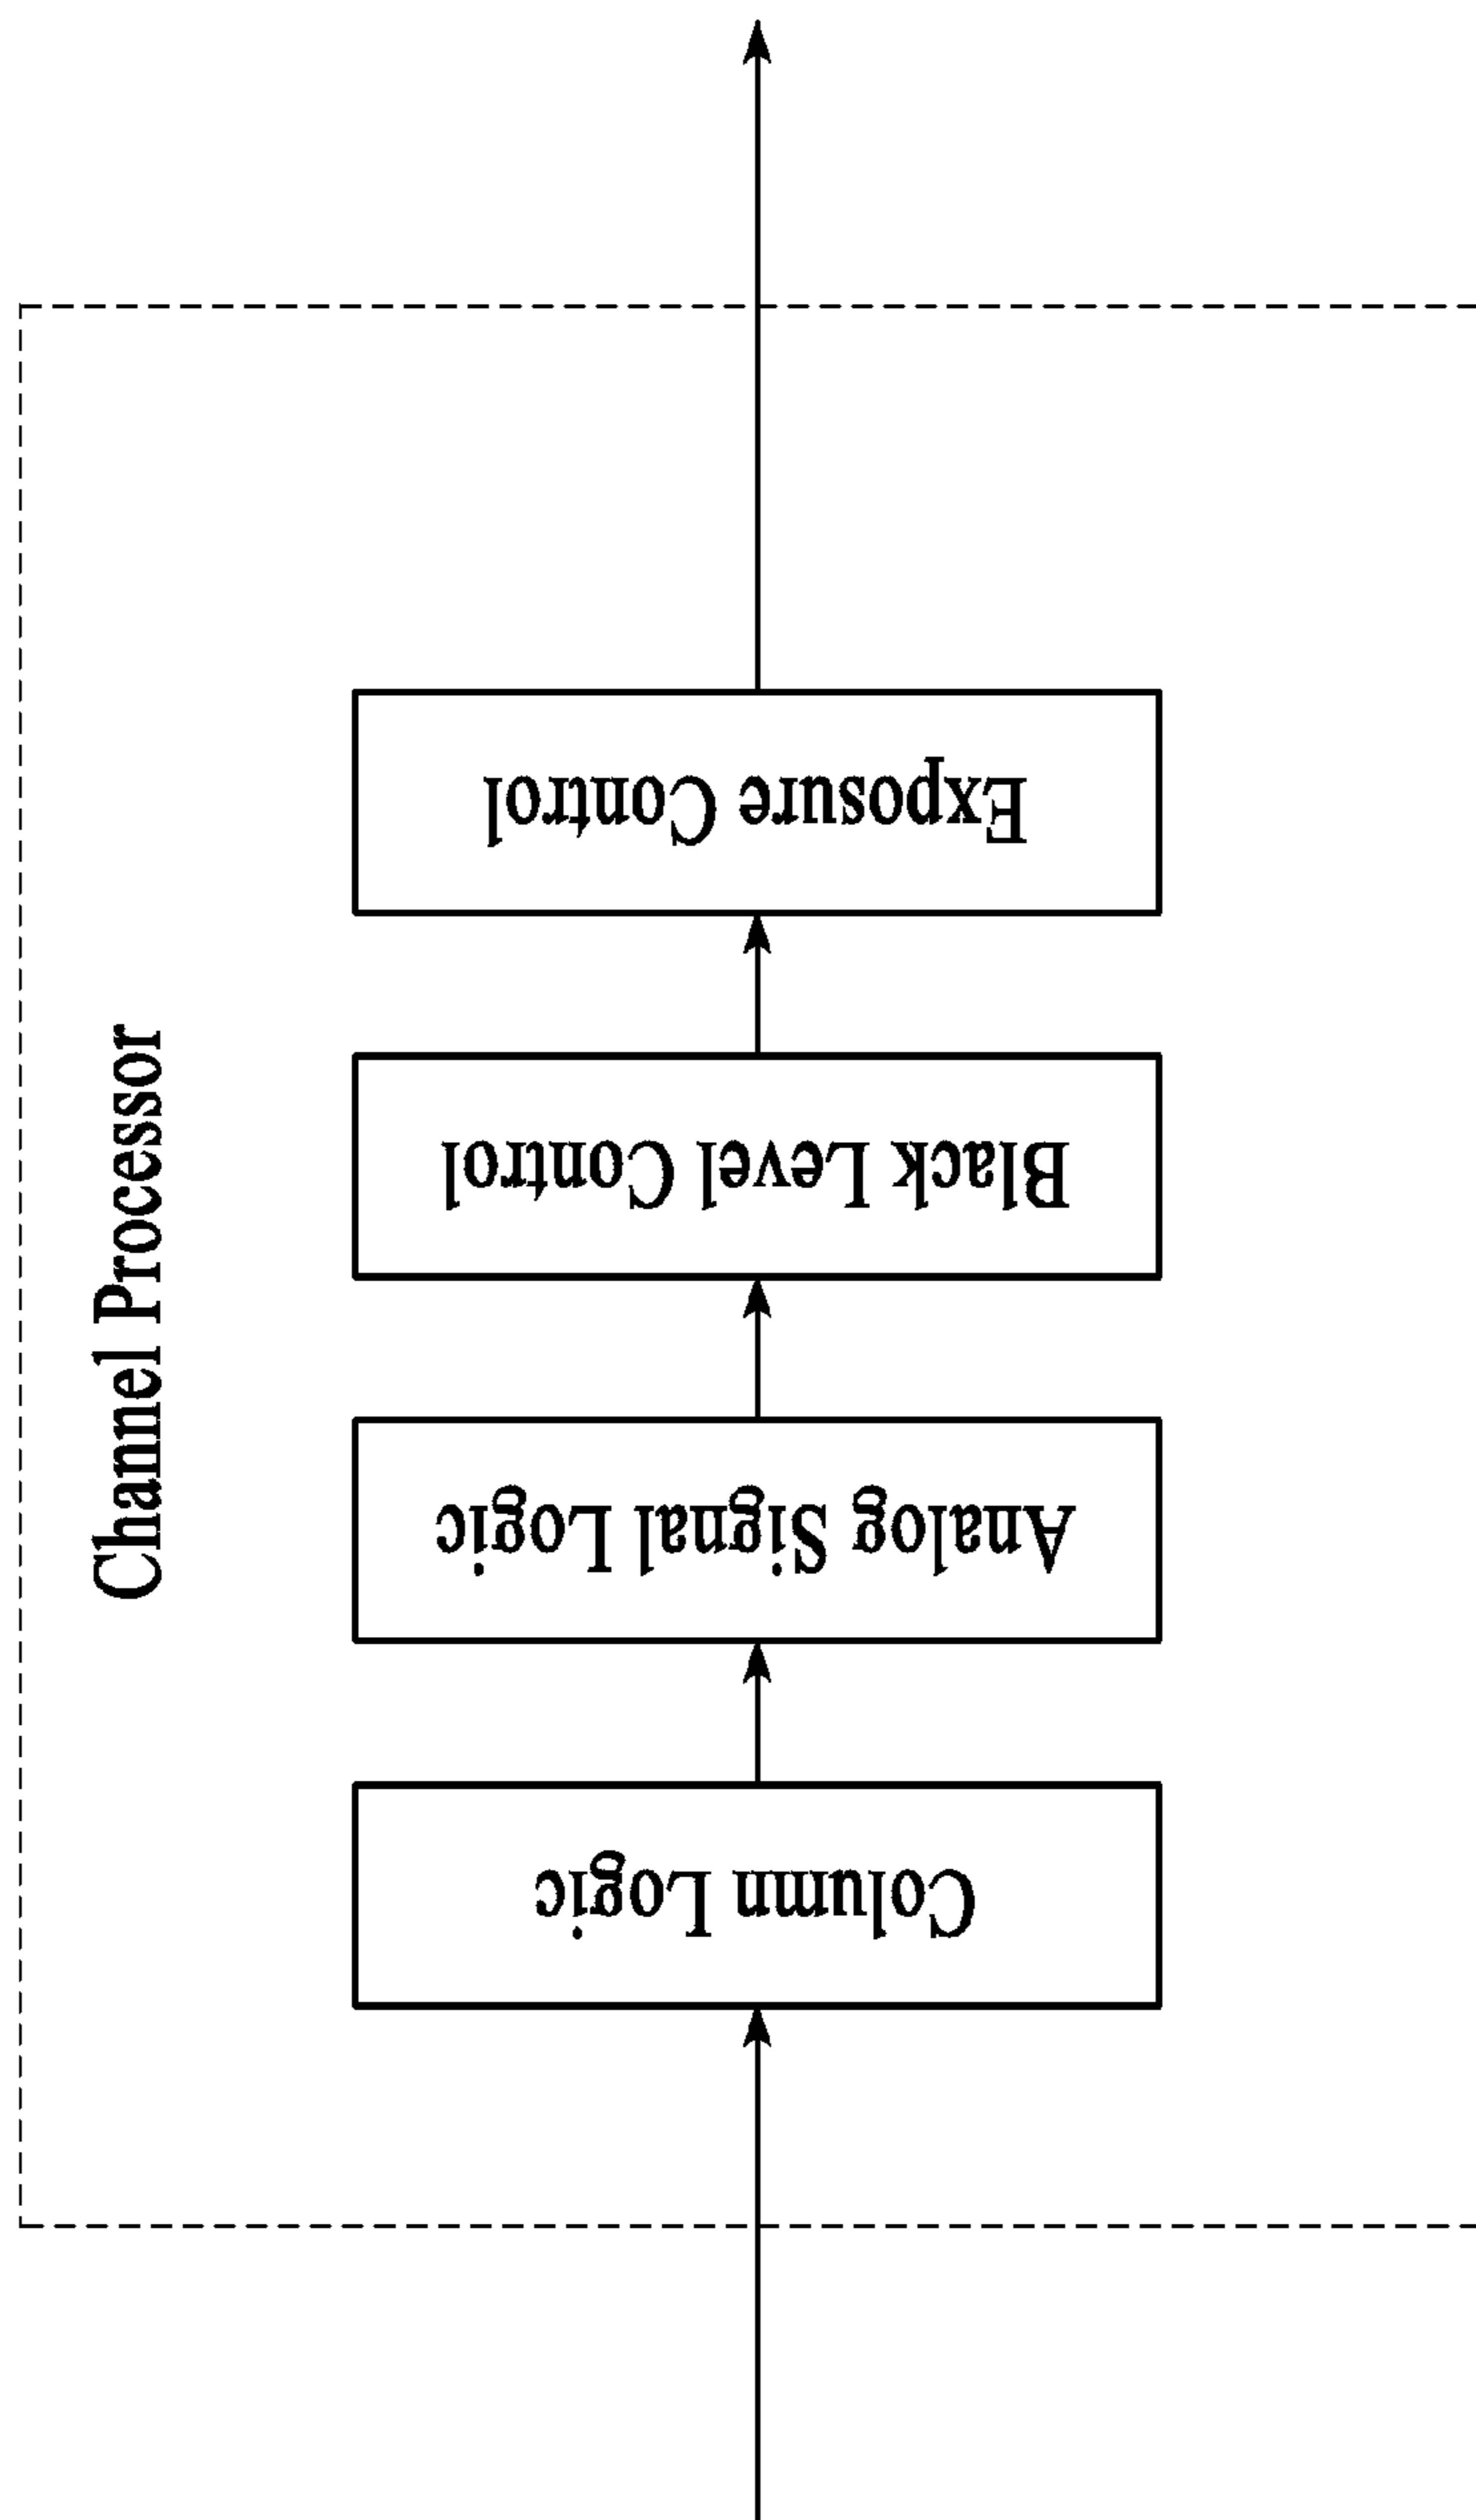 Channel Processor
Column Logic
Analog Signal Logic
Black Level Control
Exposure Control